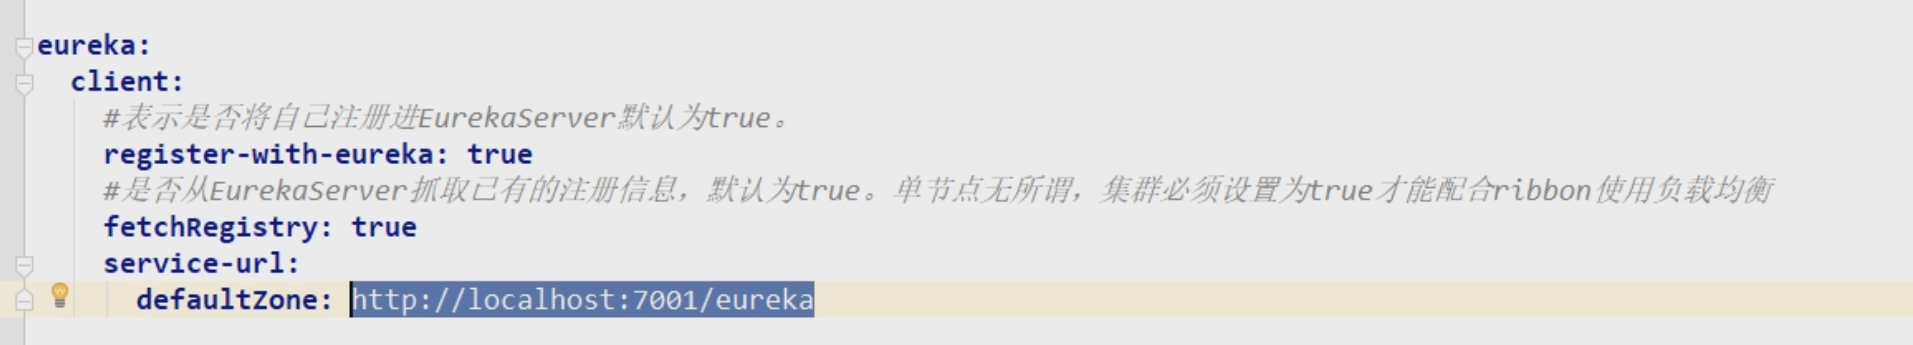 eureka:
client:
#表示是否将自己注册进EurekaServer默认为true。
register-with-eureka: true
#是否从EurekaServer抓取已有的注册信息，默认为true。单节点无所谓，集群必须设置为true才能配合ribbon使用负载均衡
fetchRegistry: true
service-url:
defaultZone: http://localhost:7001/eureka